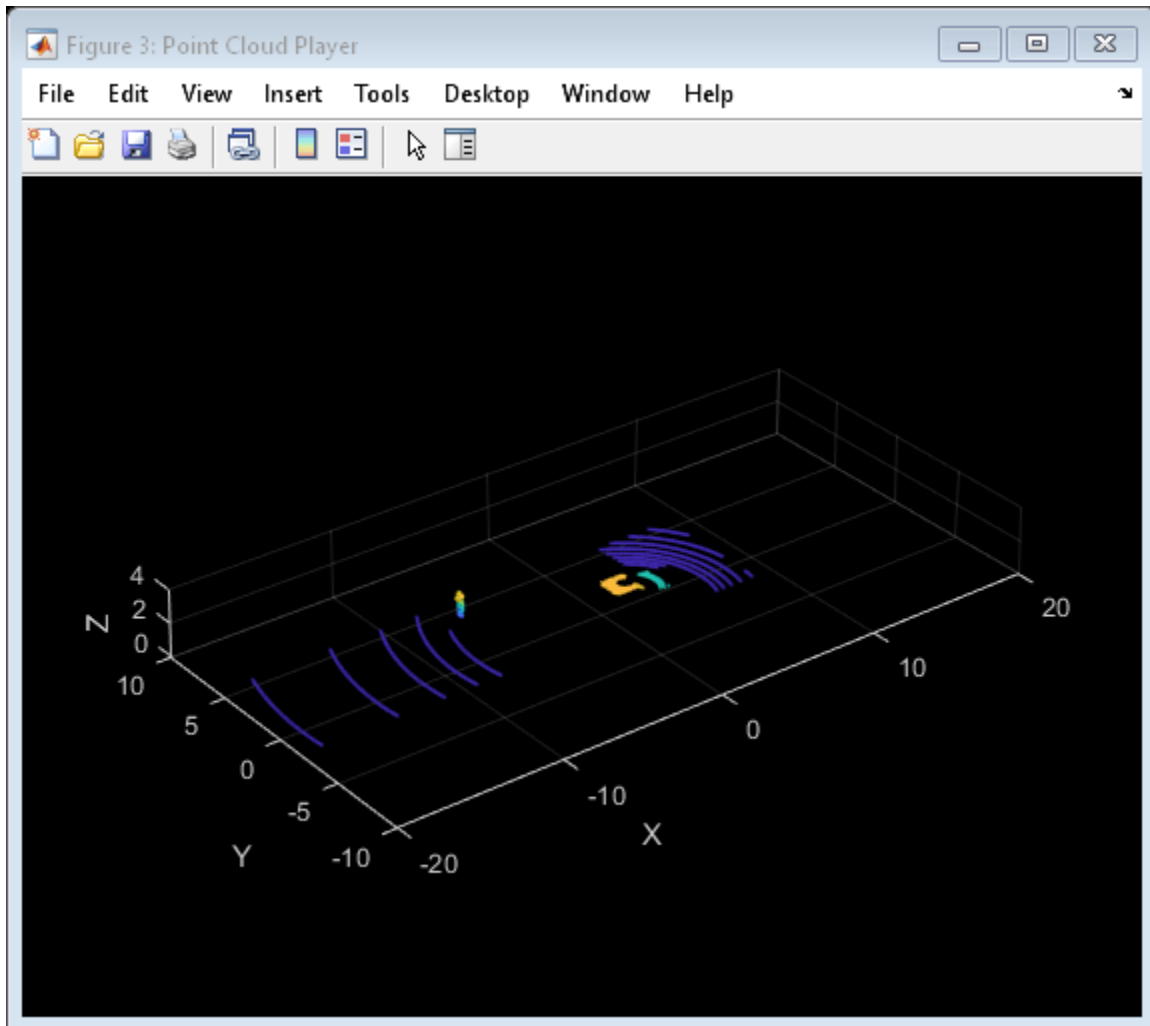 Figure 3: Point Cloud Player
File Edit View Insert Tools Desktop Window Help
4
2
0
Z
10
5
0
-5
-10
Y
-20
-10
0
10
20
X